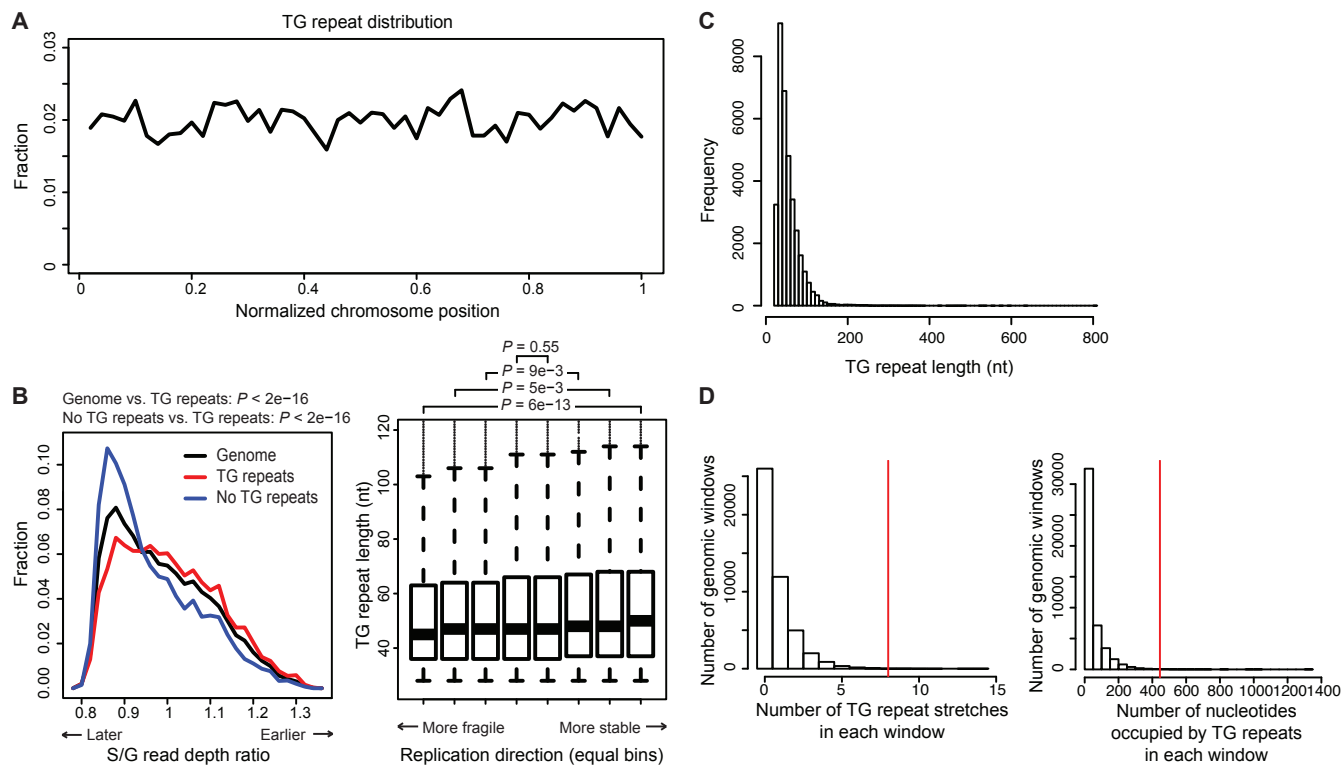 A
TG repeat distribution
0.03
0.02
0.01
0
Fraction
0 0.2 0.4 0.6 0.8 1
Normalized chromosome position
B
Genome vs. TG repeats: P < 2e−16
No TG repeats vs. TG repeats: P < 2e−16
Genome
TG repeats
No TG repeats
0.10
0.08
0.06
0.04
0.02
0.00
Fraction
0.8 0.9 1 1.1 1.2 1.3
Later Earlier
S/G read depth ratio
P = 0.55
P = 9e−3
P = 5e−3
P = 6e−13
120
100
80
60
40
TG repeat length (nt)
More fragile More stable
Replication direction (equal bins)
C
8000
6000
4000
2000
0
Frequency
0 200 400 600 800
TG repeat length (nt)
D
20000
10000
0
Number of genomic windows
0 5 10 15
Number of TG repeat stretches
in each window
30000
20000
10000
0
Number of genomic windows
0 200 400 600 800 1000 1400
Number of nucleotides
occupied by TG repeats
in each window